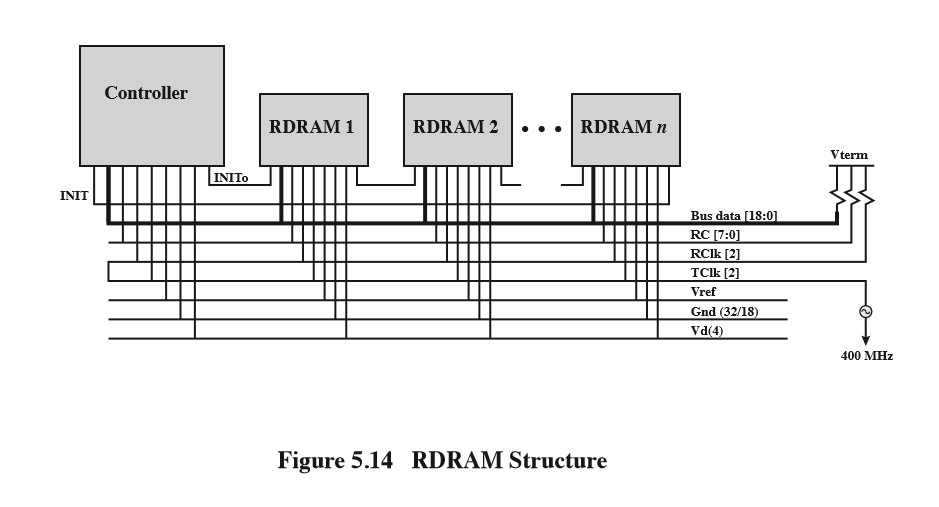 Controller
RDRAM 1
RDRAM 2
• • •
RDRAM n
Vterm
INITo
INIT
Bus data [18:0]
RC [7:0]
RClk [2]
TClk [2]
Vref
Gnd (32/18)
Vd(4)
400 MHz
Figure 5.14 RDRAM Structure